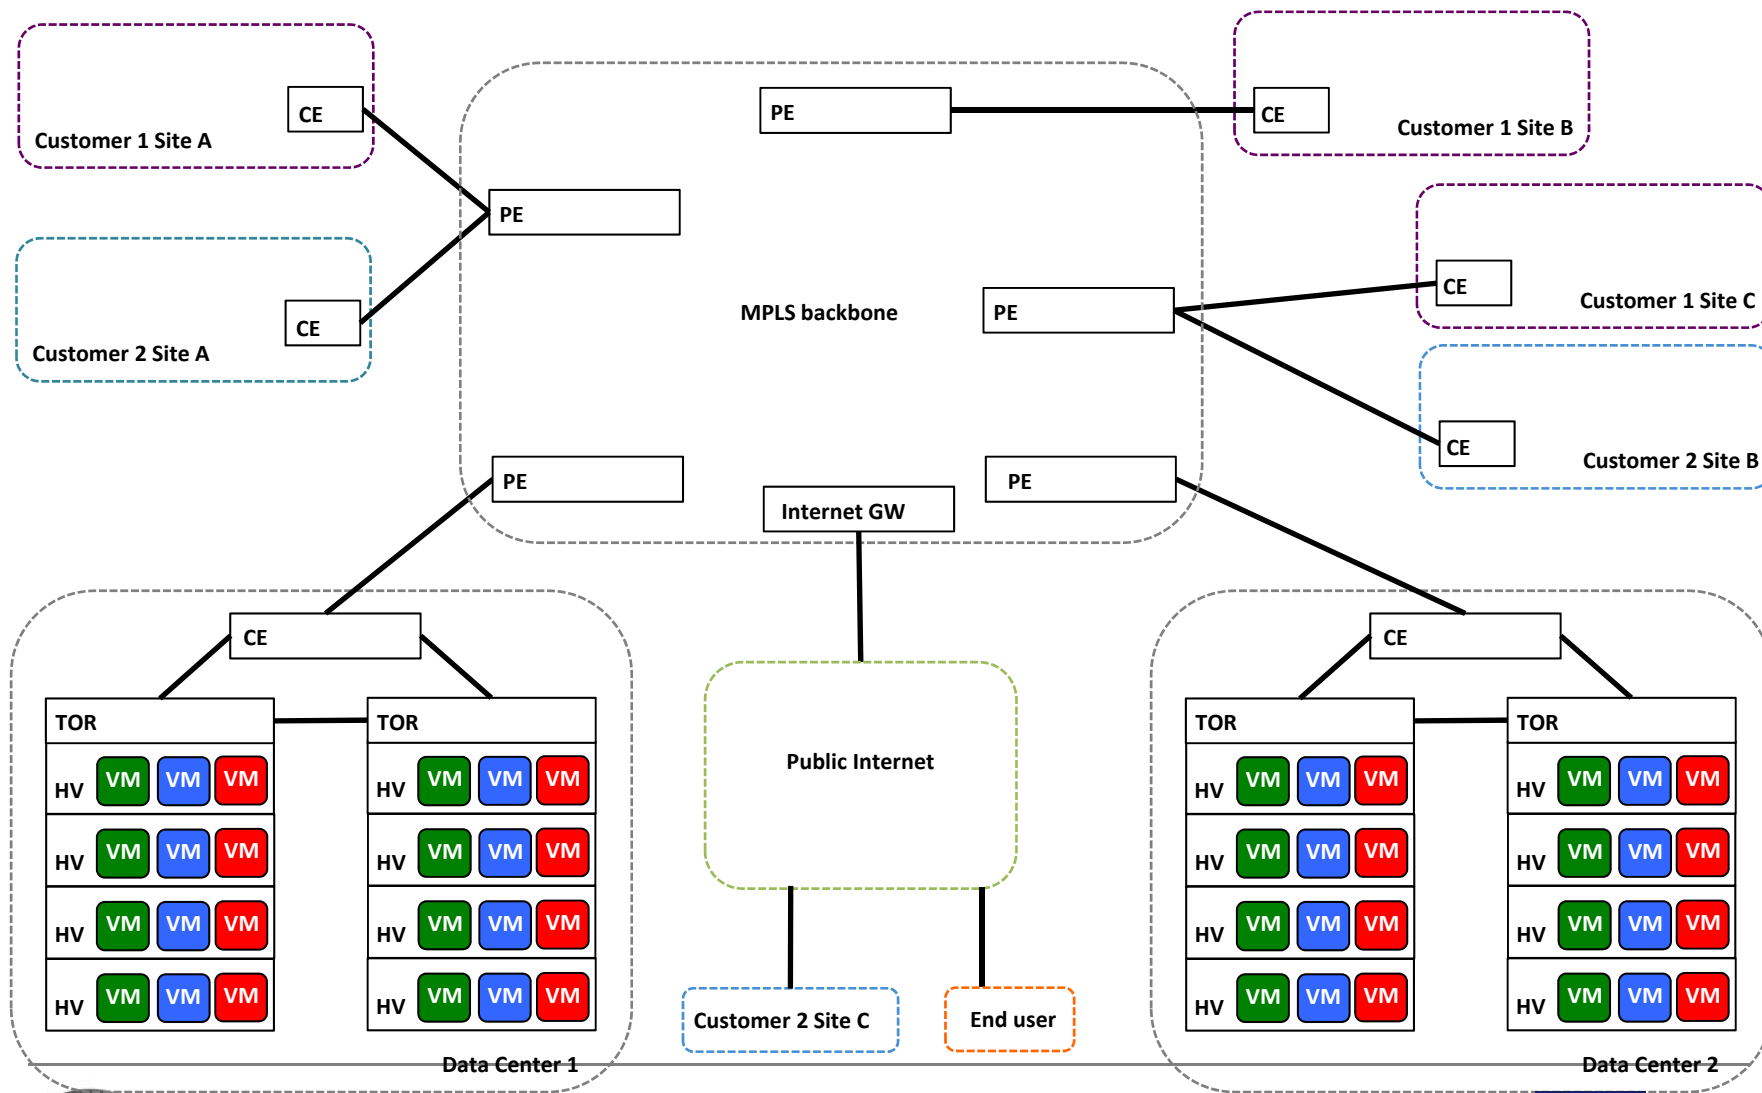 CE
Customer 1 Site A
PE
CE
Customer 1 Site B
PE
CE
Customer 2 Site A
MPLS backbone
PE
CE
Customer 1 Site C
CE
Customer 2 Site B
PE
Internet GW
PE
CE
TOR
TOR
HV VM VM VM
HV VM VM VM
HV VM VM VM
HV VM VM VM
HV VM VM VM
HV VM VM VM
HV VM VM VM
HV VM VM VM
Data Center 1
Public Internet
Customer 2 Site C
End user
CE
TOR
TOR
HV VM VM VM
HV VM VM VM
HV VM VM VM
HV VM VM VM
HV VM VM VM
HV VM VM VM
HV VM VM VM
HV VM VM VM
Data Center 2